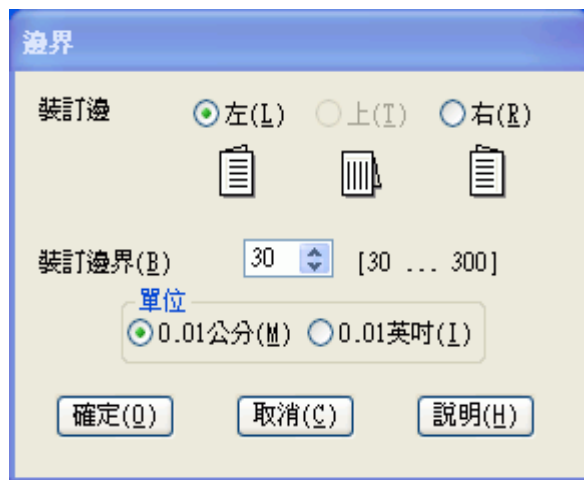 邊界
裝訂邊 左(L) 上(T) 右(R)
裝訂邊界(B) 30 [30 ... 300]
單位
0.01公分(M) 0.01英吋(I)
確定(O) 取消(C) 說明(H)